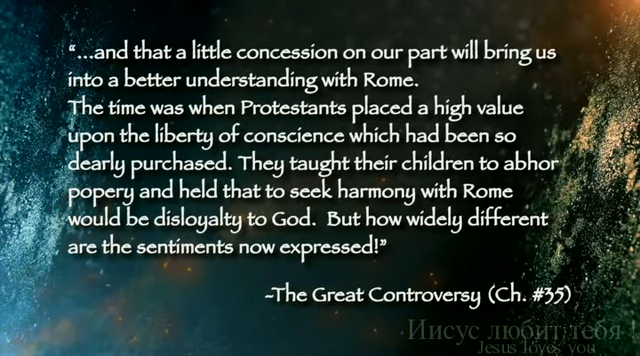 “...and that a little concession on our part will bring us
into a better understanding with Rome.
The time was when Protestants placed a high value
upon the liberty of conscience which had been so
dearly purchased. They taught their children to abhor
popery and held that to seek harmony with Rome
would be disloyalty to God.  But how widely different
are the sentiments now expressed!”
-The Great Controversy (Ch. #35)
Иисус любит тебя
Jesus loves you